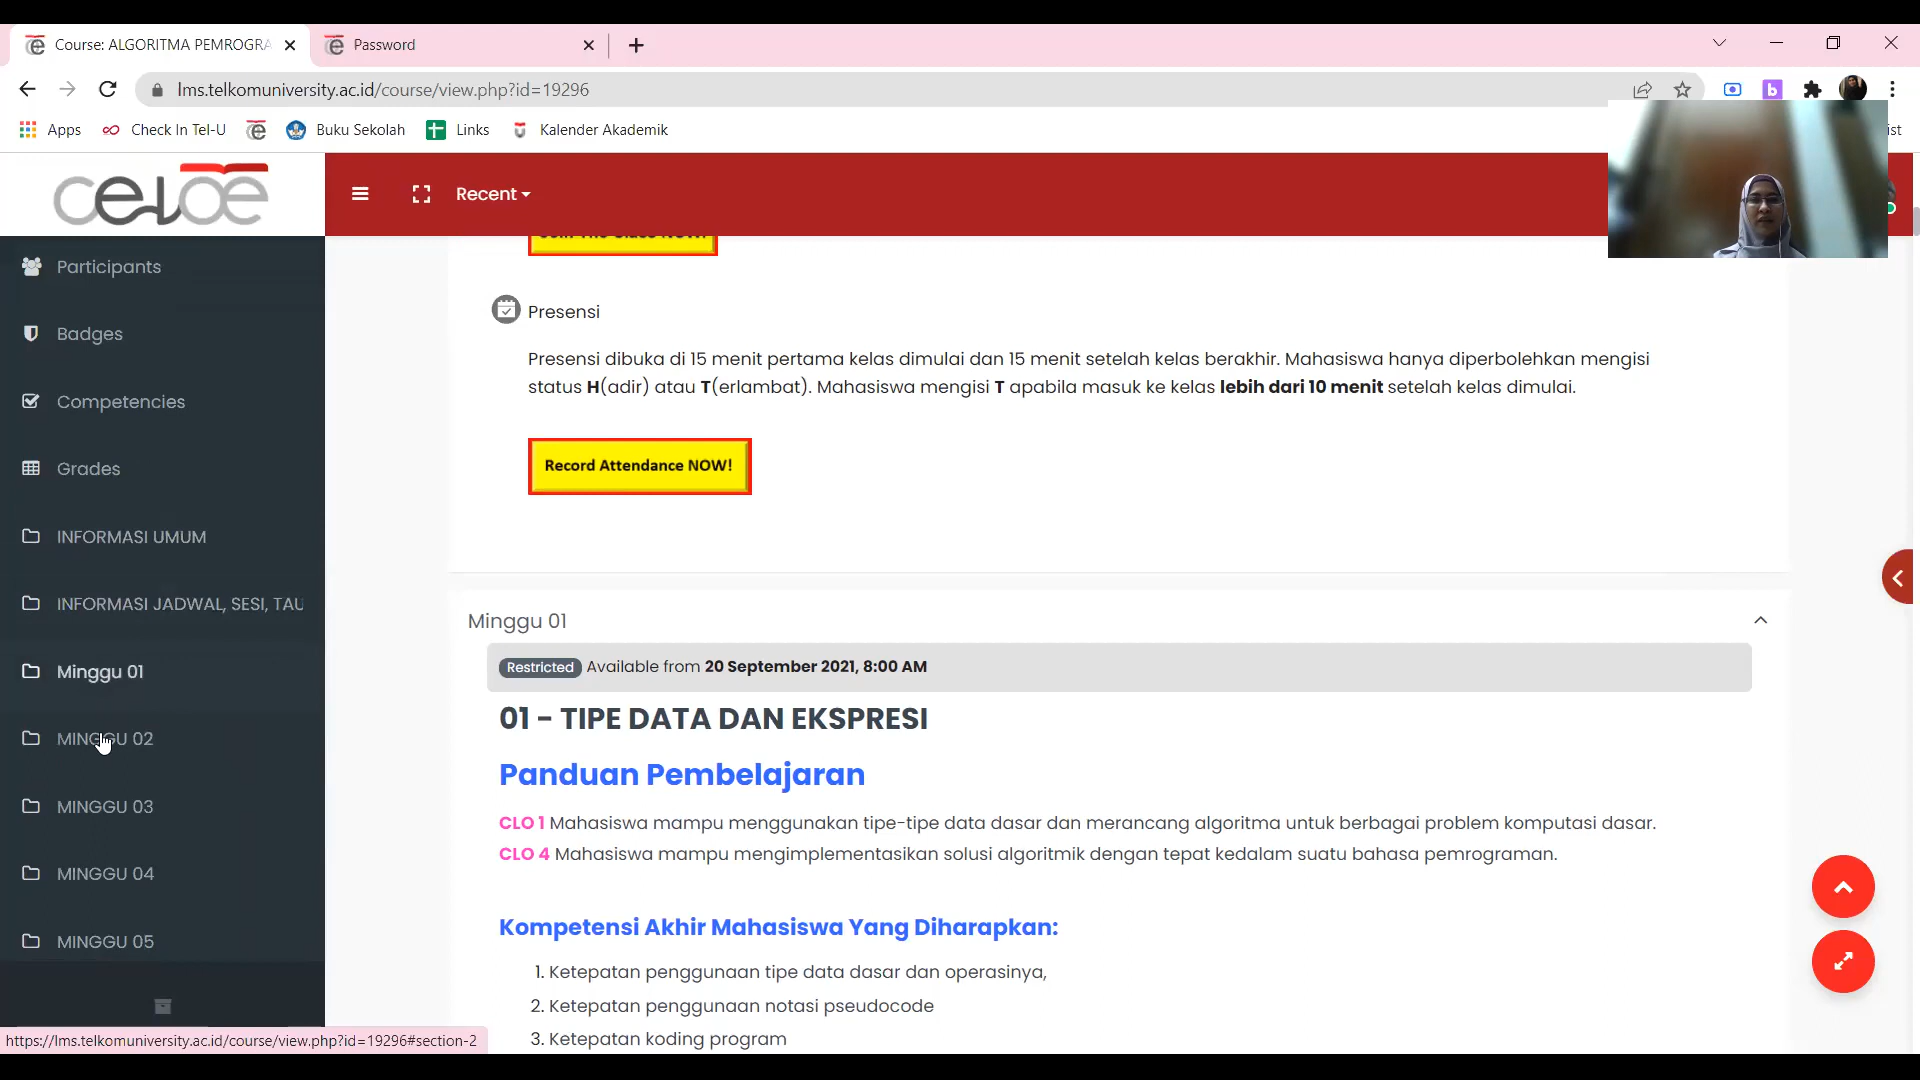 Course: ALGORITMA PEMROGRA
Password
lms.telkomuniversity.ac.id/course/view.php?id=19296
Apps
Check In Tel-U
Buku Sekolah
Links
Kalender Akademik
ist
celoe
Recent
Participants
Badges
Competencies
Grades
INFORMASI UMUM
INFORMASI JADWAL, SESI, TAU
Minggu 01
MINGGU 02
MINGGU 03
MINGGU 04
MINGGU 05
Join The Class NOW!
Presensi
Presensi dibuka di 15 menit pertama kelas dimulai dan 15 menit setelah kelas berakhir. Mahasiswa hanya diperbolehkan mengisi
status H(adir) atau T(erlambat). Mahasiswa mengisi T apabila masuk ke kelas lebih dari 10 menit setelah kelas dimulai.
Record Attendance NOW!
Minggu 01
Restricted Available from 20 September 2021, 8:00 AM
01 - TIPE DATA DAN EKSPRESI
Panduan Pembelajaran
CLO 1 Mahasiswa mampu menggunakan tipe-tipe data dasar dan merancang algoritma untuk berbagai problem komputasi dasar.
CLO 4 Mahasiswa mampu mengimplementasikan solusi algoritmik dengan tepat kedalam suatu bahasa pemrograman.
Kompetensi Akhir Mahasiswa Yang Diharapkan:
1. Ketepatan penggunaan tipe data dasar dan operasinya,
2. Ketepatan penggunaan notasi pseudocode
3. Ketepatan koding program
https://lms.telkomuniversity.ac.id/course/view.php?id=19296#section-2